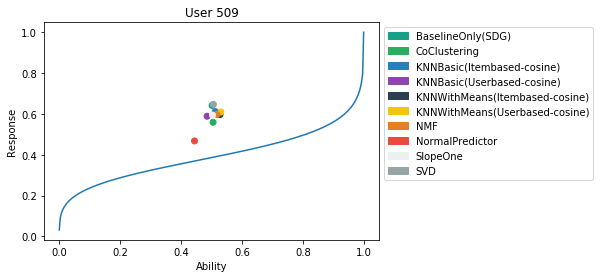 User 509
Response
1.0
0.8
0.6
0.4
0.2
0.0
0.0 0.2 0.4 0.6 0.8 1.0
Ability
BaselineOnly(SDG)
CoClustering
KNNBasic(Itembased-cosine)
KNNBasic(Userbased-cosine)
KNNWithMeans(Itembased-cosine)
KNNWithMeans(Userbased-cosine)
NMF
NormalPredictor
SlopeOne
SVD